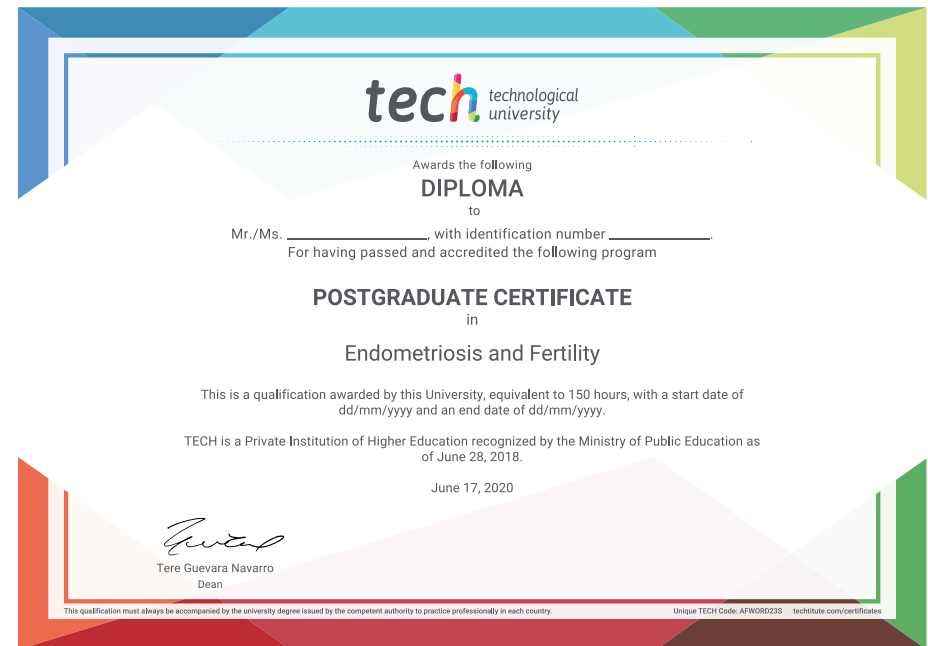 tech technological
university
Awards the following
DIPLOMA
to
Mr./Ms. ____________________, with identification number ______________.
For having passed and accredited the following program
POSTGRADUATE CERTIFICATE
in
Endometriosis and Fertility
This is a qualification awarded by this University, equivalent to 150 hours, with a start date of
dd/mm/yyyy and an end date of dd/mm/yyyy.
TECH is a Private Institution of Higher Education recognized by the Ministry of Public Education as
of June 28, 2018.
June 17, 2020
Tere Guevara Navarro
Dean
This qualification must always be accompanied by the university degree issued by the competent authority to practice professionally in each country.
Unique TECH Code: AFWORD23S techtitute.com/certificates